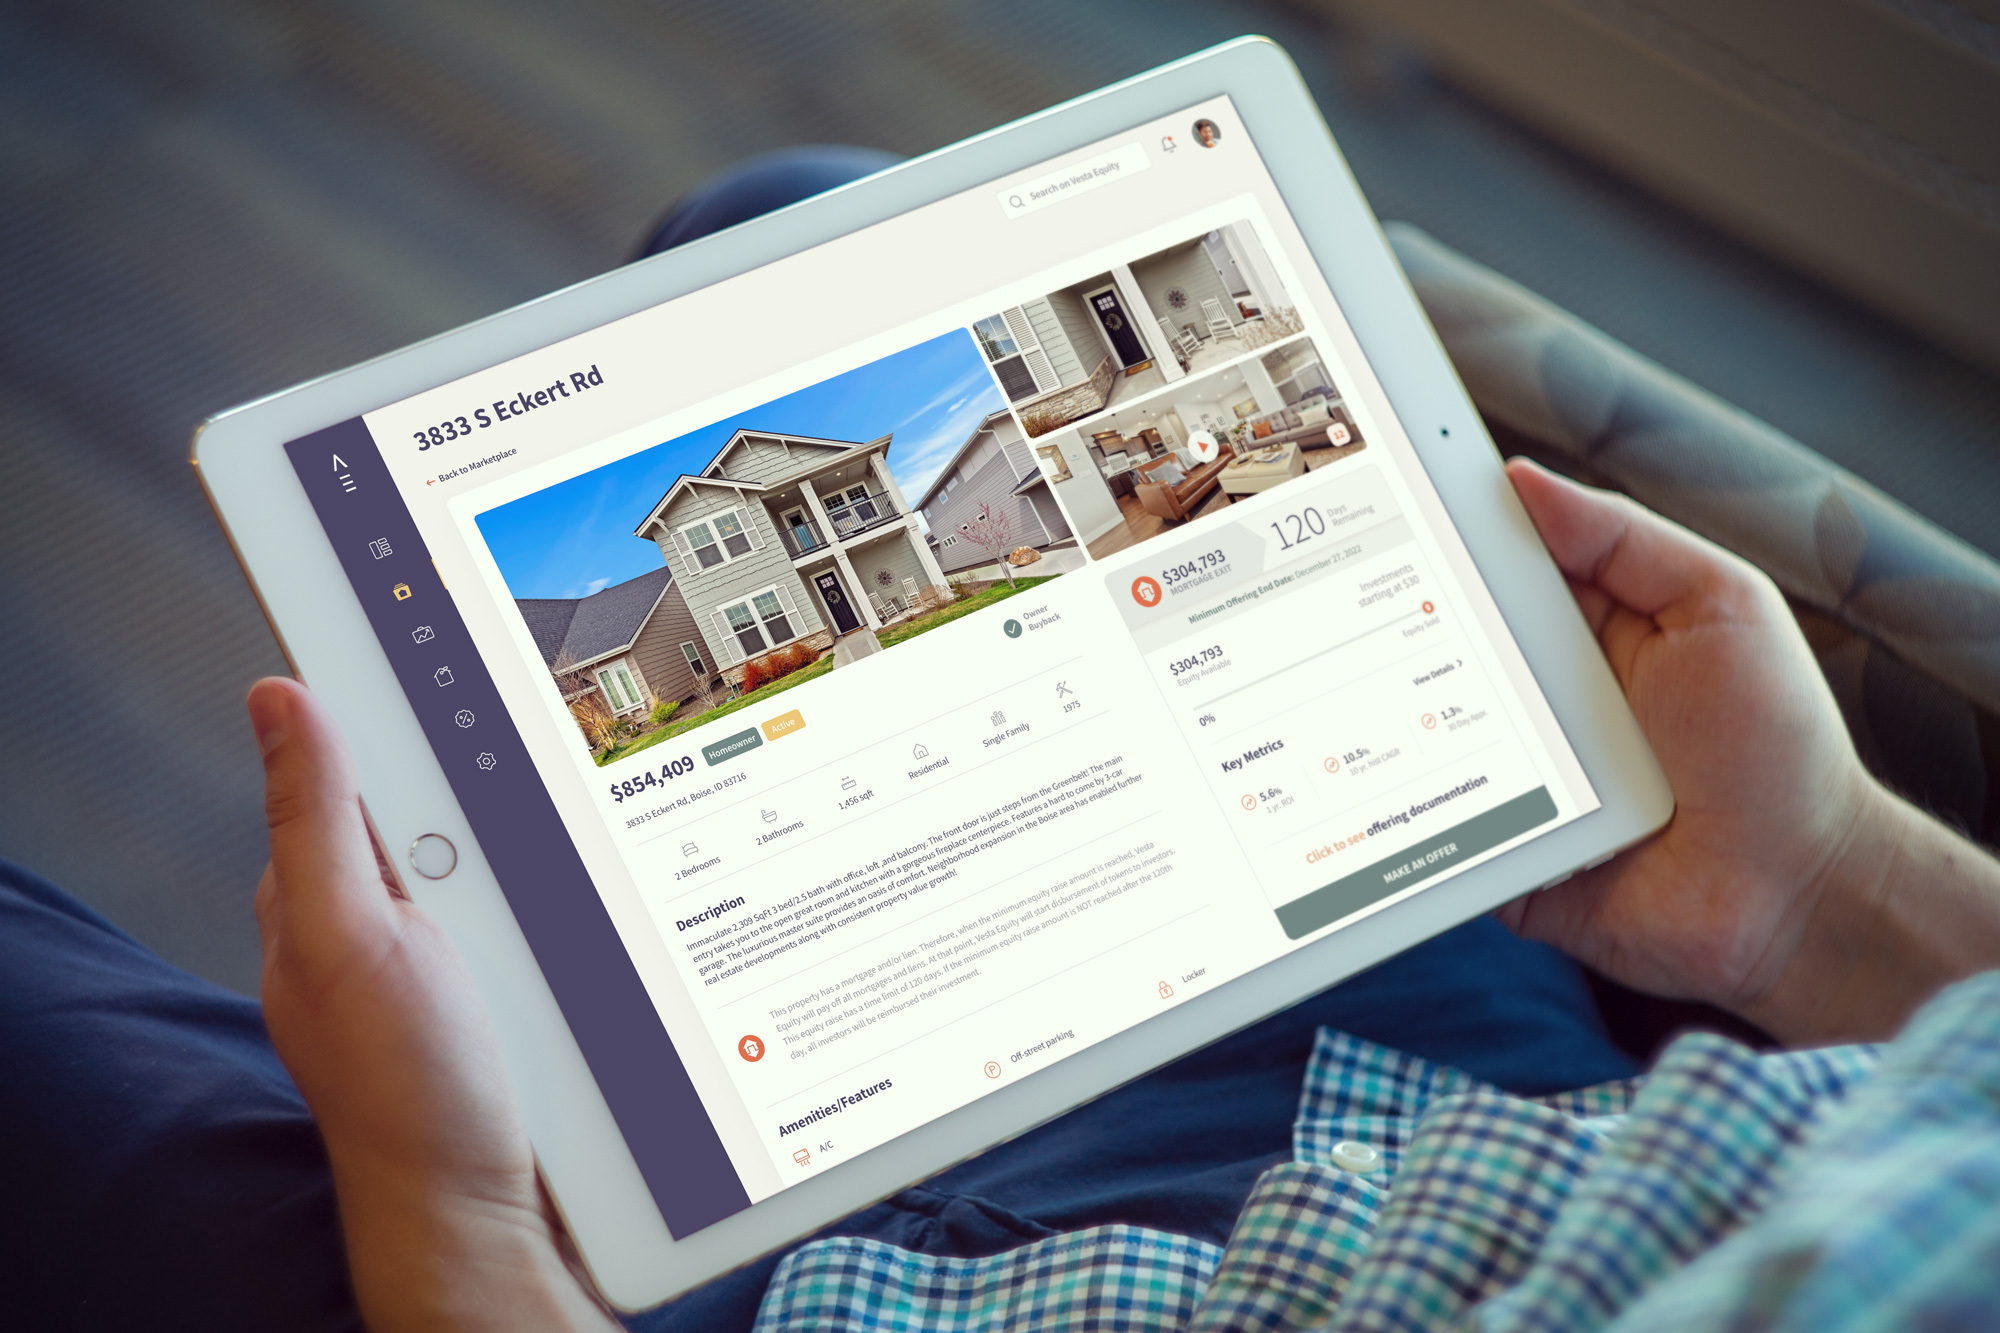 Search on Vesta Equity
3833 S Eckert Rd
← Back to Marketplace
12
$304,793
MORTGAGE EXIT
120 Days
Remaining
Minimum Offering End Date: December 27, 2022
Investments
starting at $30
$304,793
Equity Available
Equity Sold
0%
View Details >
Key Metrics
5.6%
1 yr. ROI
10.5%
10 yr. hist CAGR
1.3%
30 Day Appr.
Click to see offering documentation
MAKE AN OFFER
Owner
Buyback
$854,409 Homeowner Active
3833 S Eckert Rd, Boise, ID 83716
2 Bedrooms
2 Bathrooms
1,456 sqft
Residential
Single Family
1975
Description
Immaculate 2,309 SqFt 3 bed/2.5 bath with office, loft ,and balcony. The front door is just steps from the Greenbelt! The main
entry takes you to the open great room and kitchen with a gorgeous fireplace centerpiece. Features a hard to come by 3-car
garage. The luxurious master suite provides an oasis of comfort. Neighborhood expansion in the Boise area has enabled further
real estate developments along with consistent property value growth!
This property has a mortgage and/or lien. Therefore, when the minimum equity raise amount is reached, Vesta
Equity will pay off all mortgages and liens. At that point, Vesta Equity will start disbursement of tokens to investors.
This equity raise has a time limit of 120 days. If the minimum equity raise amount is NOT reached after the 120th
day, all investors will be reimbursed their investment.
Amenities/Features
A/C
P Off-street parking
Locker